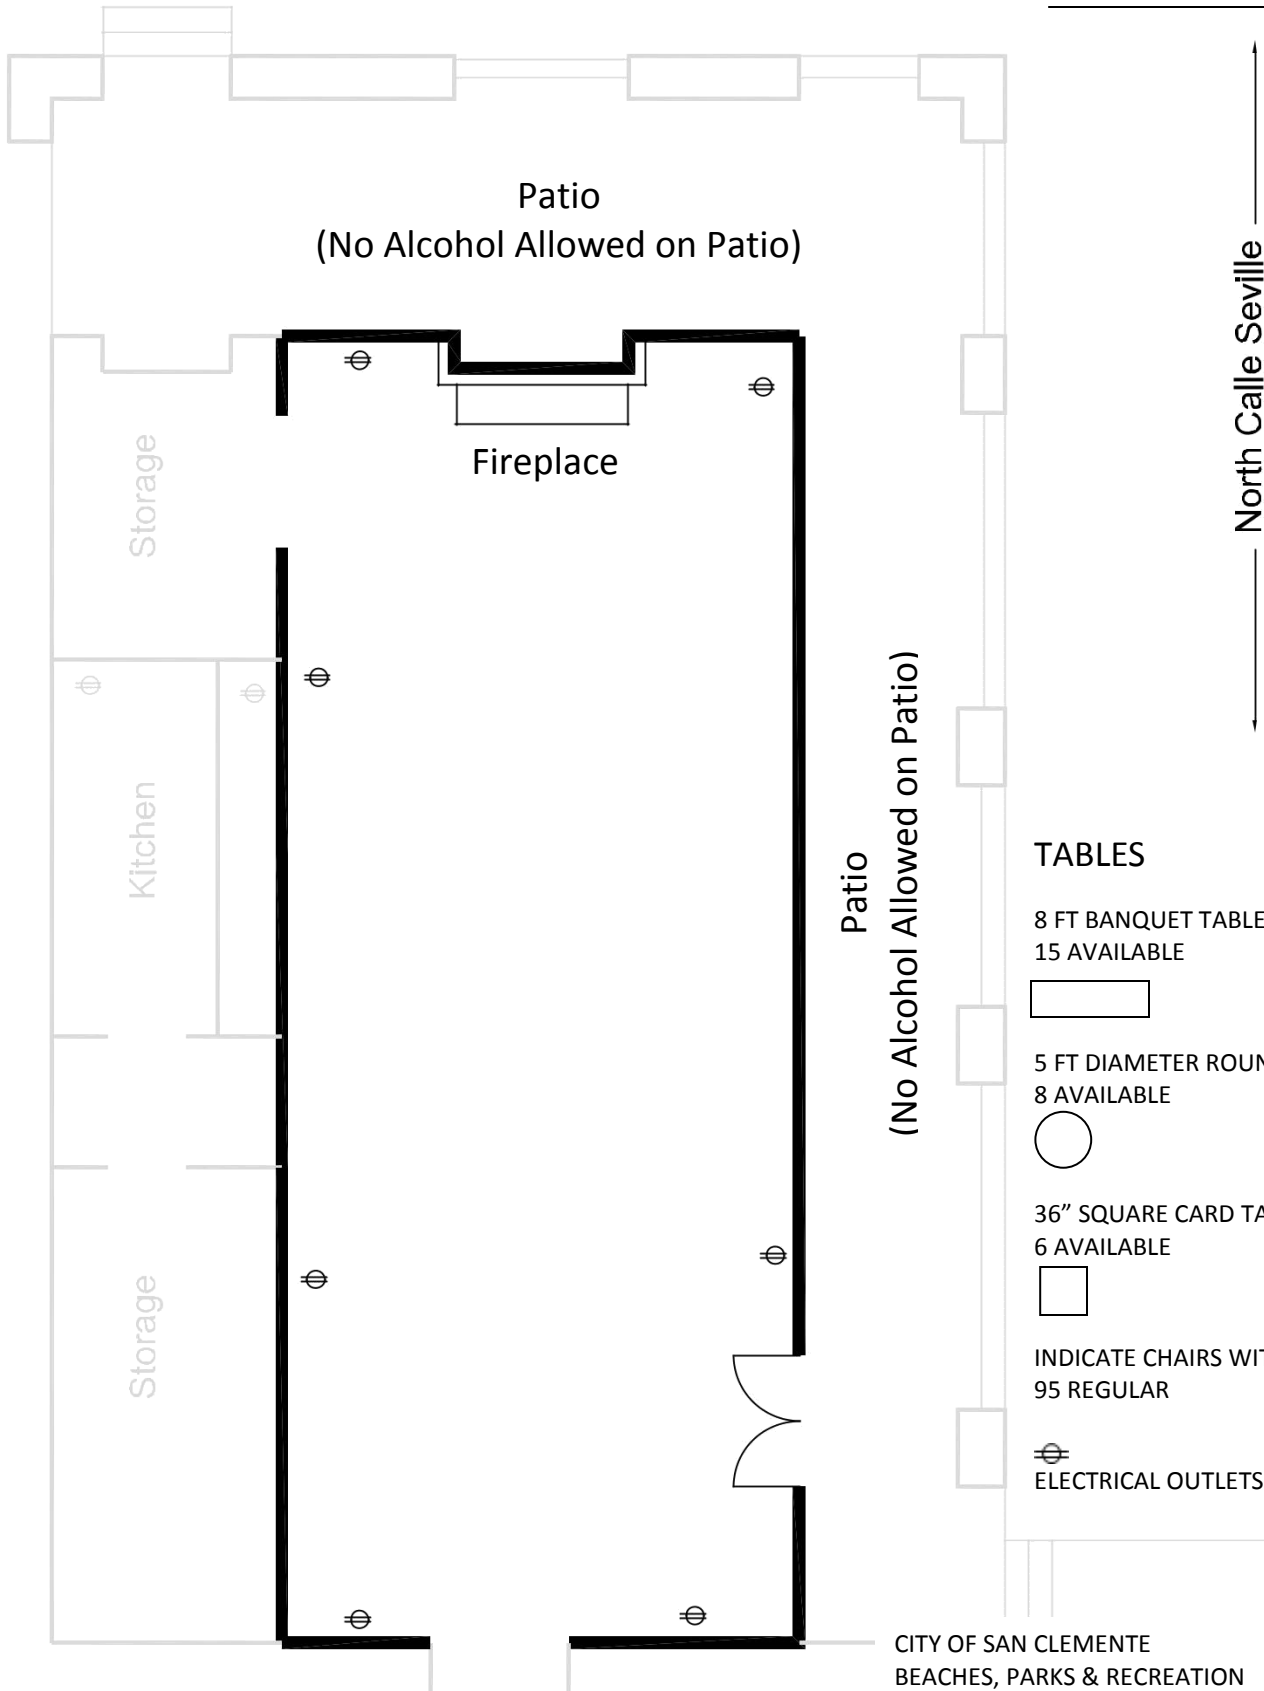 Patio
(No Alcohol Allowed on Patio)
North Calle Seville
Fireplace
Storage
Kitchen
Storage
Patio
(No Alcohol Allowed on Patio)
TABLES
8 FT BANQUET TABLE
15 AVAILABLE
5 FT DIAMETER ROUN
8 AVAILABLE
36” SQUARE CARD TA
6 AVAILABLE
INDICATE CHAIRS WIT
95 REGULAR
ELECTRICAL OUTLETS
CITY OF SAN CLEMENTE
BEACHES, PARKS & RECREATION